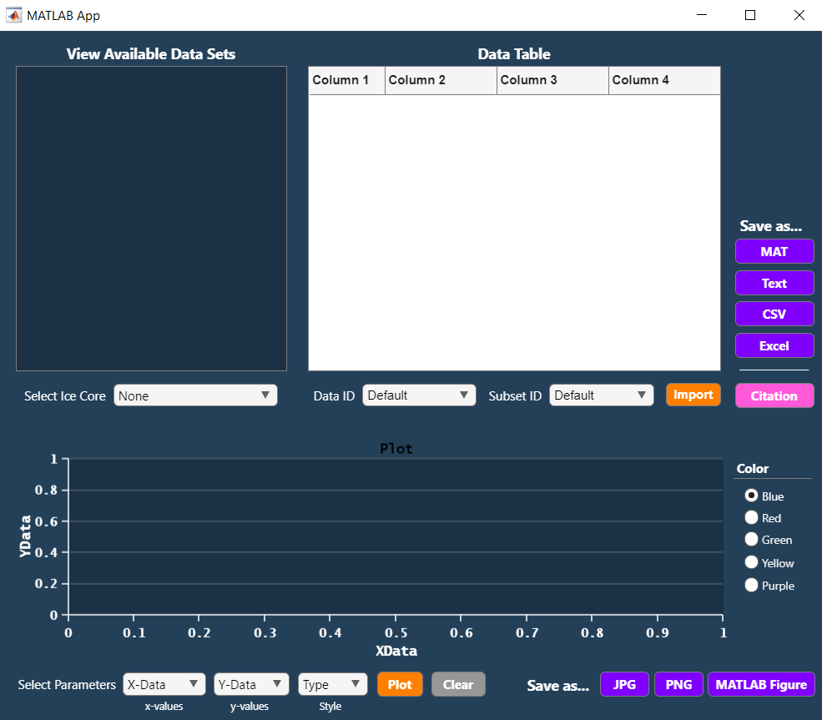 MATLAB App
View Available Data Sets
Data Table
Column 1 Column 2 Column 3 Column 4
Save as...
MAT
Text
CSV
Excel
Select Ice Core None
Data ID Default
Subset ID Default
Import
Citation
Plot
YData
1
0.8
0.6
0.4
0.2
0
0 0.1 0.2 0.3 0.4 0.5 0.6 0.7 0.8 0.9 1
XData
Color
Blue
Red
Green
Yellow
Purple
Select Parameters X-Data Y-Data Type Plot Clear
x-values y-values Style
Save as... JPG PNG MATLAB Figure